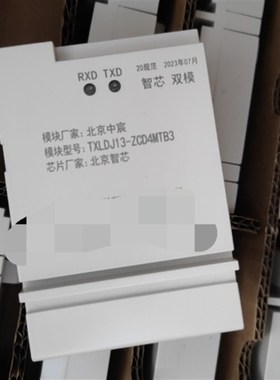 20规范 2023年07月
RXD TXD
智芯 双模
模块厂家：北京中宸
模块型号：TXLDJ13-ZCD4MTB3
芯片厂家：北京智芯